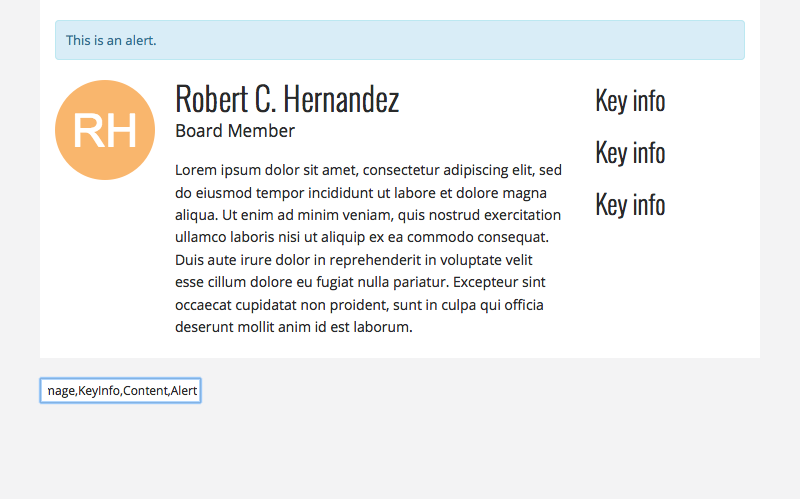 This is an alert.
RH
Robert C. Hernandez
Board Member
Lorem ipsum dolor sit amet, consectetur adipiscing elit, sed
do eiusmod tempor incididunt ut labore et dolore magna
aliqua. Ut enim ad minim veniam, quis nostrud exercitation
ullamco laboris nisi ut aliquip ex ea commodo consequat.
Duis aute irure dolor in reprehenderit in voluptate velit
esse cillum dolore eu fugiat nulla pariatur. Excepteur sint
occaecat cupidatat non proident, sunt in culpa qui officia
deserunt mollit anim id est laborum.
Key info
Key info
Key info
nage,KeyInfo,Content,Alert